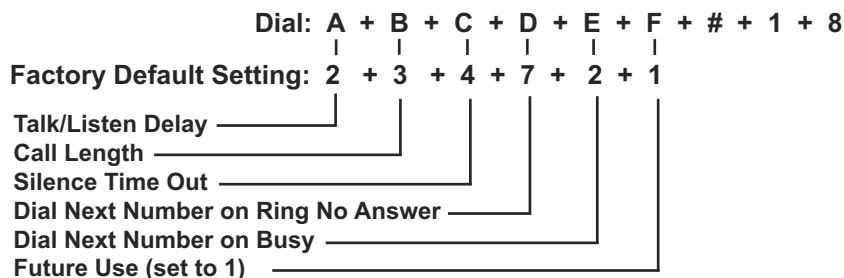 Dial: A + B + C + D + E + F + # + 1 + 8
Factory Default Setting: 2 + 3 + 4 + 7 + 2 + 1
Talk/Listen Delay
Call Length
Silence Time Out
Dial Next Number on Ring No Answer
Dial Next Number on Busy
Future Use (set to 1)